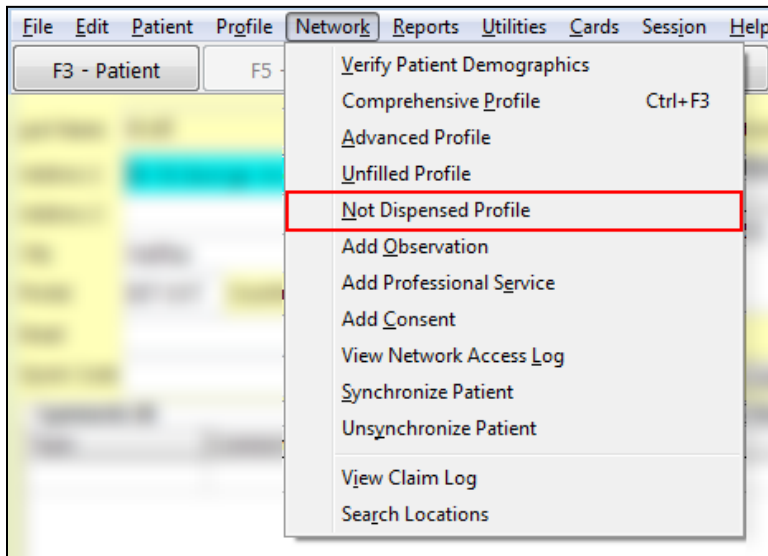 File Edit Patient Profile Network Reports Utilities Cards Session Help
F3 - Patient F5 -
Verify Patient Demographics
Comprehensive Profile Ctrl+F3
Advanced Profile
Unfilled Profile
Not Dispensed Profile
Add Observation
Add Professional Service
Add Consent
View Network Access Log
Synchronize Patient
Unsynchronize Patient
View Claim Log
Search Locations